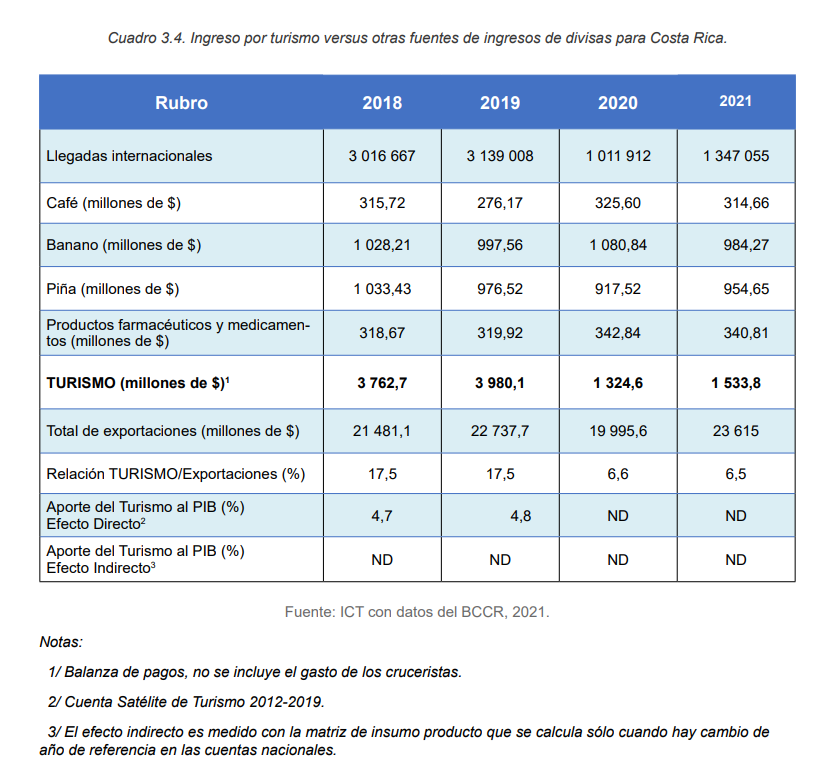 Cuadro 3.4. Ingreso por turismo versus otras fuentes de ingresos de divisas para Costa Rica.
Rubro 2018 2019 2020 2021
Llegadas internacionales 3 016 667 3 139 008 1 011 912 1 347 055
Café (millones de $) 315,72 276,17 325,60 314,66
Banano (millones de $) 1 028,21 997,56 1 080,84 984,27
Piña (millones de $) 1 033,43 976,52 917,52 954,65
Productos farmacéuticos y medicamen-
tos (millones de $) 318,67 319,92 342,84 340,81
TURISMO (millones de $)¹ 3 762,7 3 980,1 1 324,6 1 533,8
Total de exportaciones (millones de $) 21 481,1 22 737,7 19 995,6 23 615
Relación TURISMO/Exportaciones (%) 17,5 17,5 6,6 6,5
Aporte del Turismo al PIB (%)
Efecto Directo² 4,7 4,8 ND ND
Aporte del Turismo al PIB (%)
Efecto Indirecto³ ND ND ND ND
Fuente: ICT con datos del BCCR, 2021.
Notas:
1/ Balanza de pagos, no se incluye el gasto de los cruceristas.
2/ Cuenta Satélite de Turismo 2012-2019.
3/ El efecto indirecto es medido con la matriz de insumo producto que se calcula sólo cuando hay cambio de
año de referencia en las cuentas nacionales.